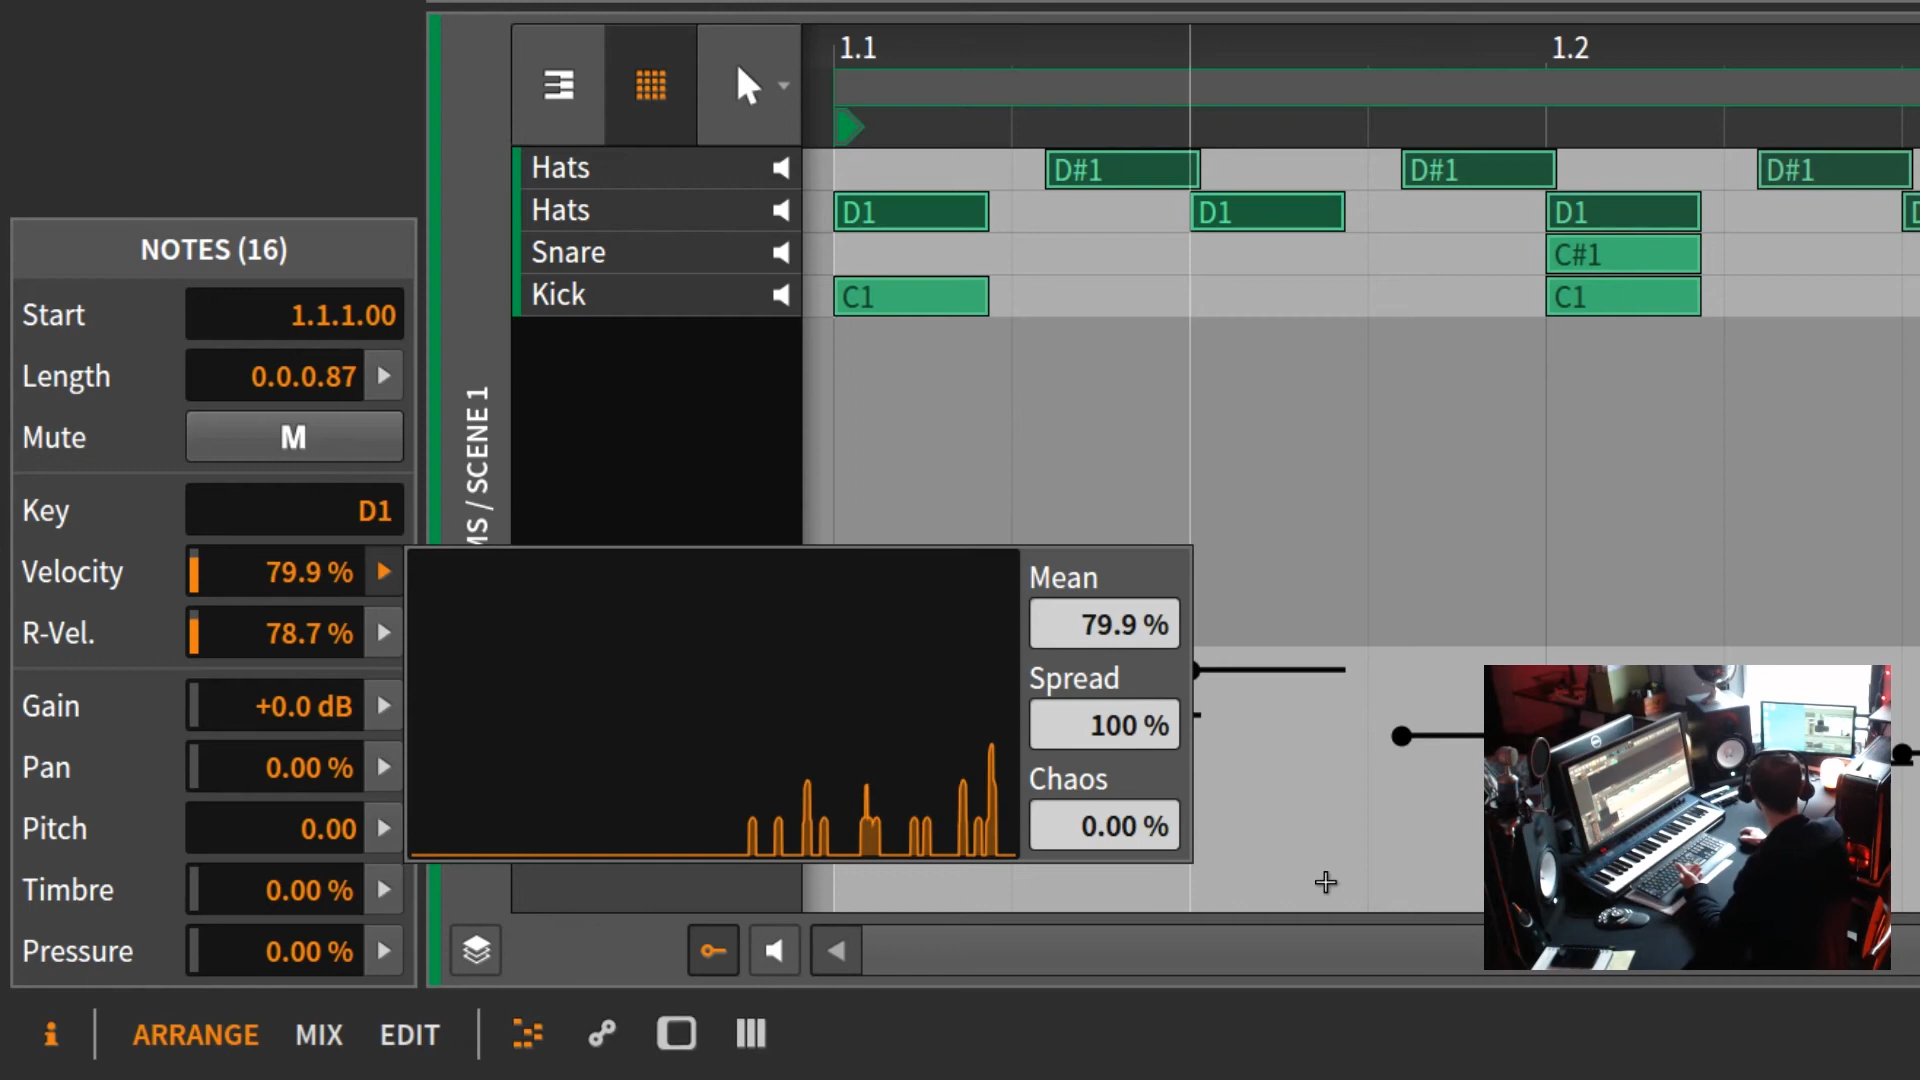 1.1
1.2
Hats
D#1
D#1
D#1
Hats
D1
D1
D1
Snare
C#1
Kick
C1
C1
MS / SCENE 1
NOTES (16)
Start
1.1.1.00
Length
0.0.0.87
Mute
M
Key
D1
Velocity
79.9 %
R-Vel.
78.7 %
Gain
+0.0 dB
Pan
0.00 %
Pitch
0.00
Timbre
0.00 %
Pressure
0.00 %
Mean
79.9 %
Spread
100 %
Chaos
0.00 %
i
ARRANGE
MIX
EDIT